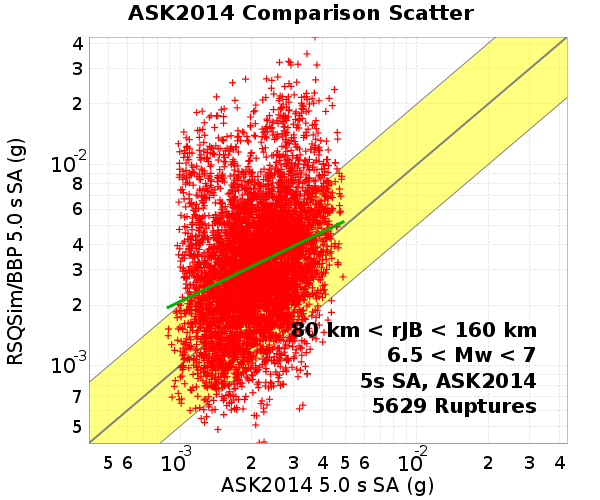 ASK2014 Comparison Scatter
RSQSim/BBP 5.0 s SA (g)
4
3
2
10-2
8
6
4
3
2
10-3
7
5
80 km < rJB < 160 km
6.5 < Mw < 7
5s SA, ASK2014
5629 Ruptures
5 6 10-3 2 3 4 5 6 10-2 2 3 4
ASK2014 5.0 s SA (g)